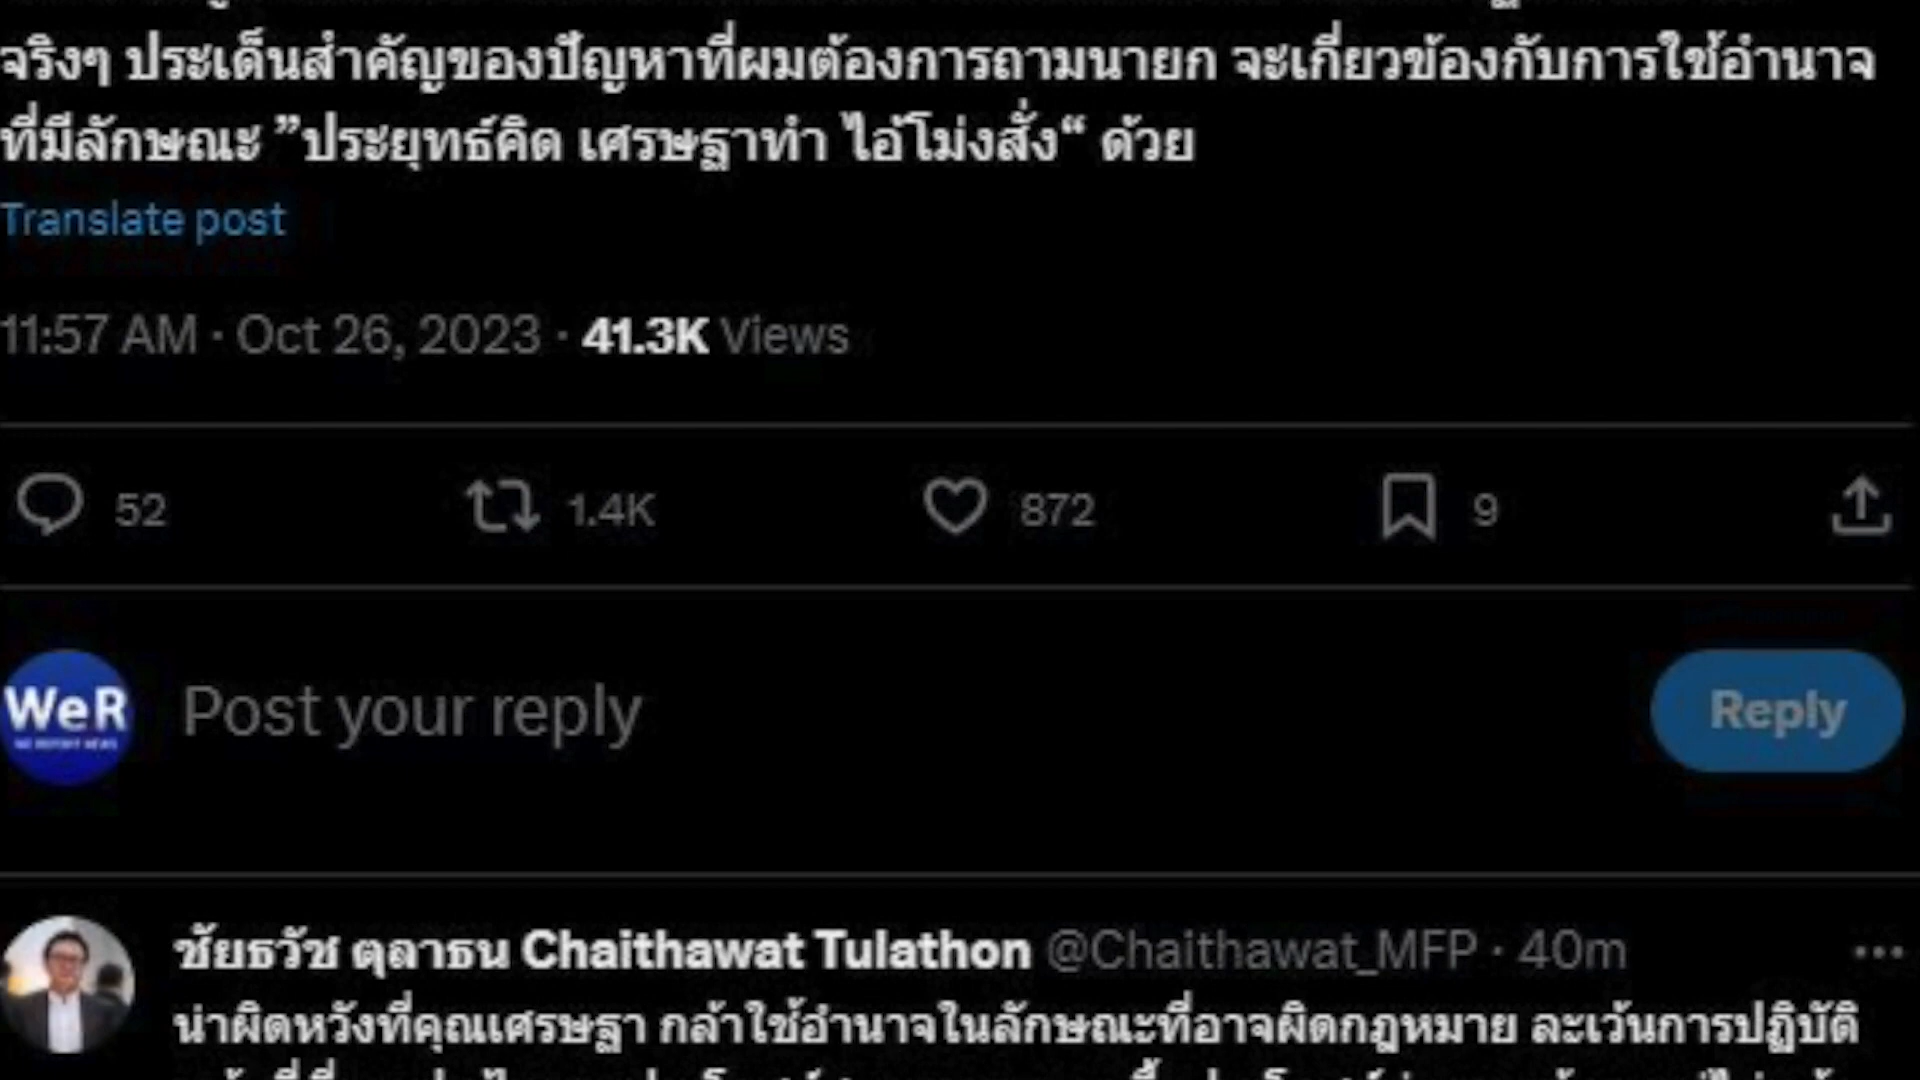 จริงๆ ประเด็นสำคัญของปัญหาที่ผมต้องการถามนายก จะเกี่ยวข้องกับการใช้อำนาจ
ที่มีลักษณะ ”ประยุทธ์คิด เศรษฐาทำ ไอ้โม่งสั่ง“ ด้วย
Translate post
11:57 AM · Oct 26, 2023 · 41.3K Views
52 1.4K 872 9
WeR
WE REPORT NEWS
Post your reply
Reply
ชัยธวัช ตุลาธน Chaithawat Tulathon @Chaithawat_MFP · 40m
น่าผิดหวังที่คุณเศรษฐา กล้าใช้อำนาจในลักษณะที่อาจผิดกฎหมาย ละเว้นการปฏิบัติ